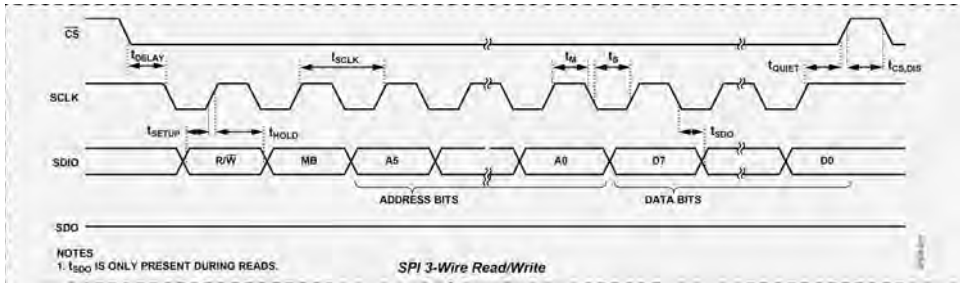 CS
tDELAY
tSCLK
tM
tS
tQUIET
tCS,DIS
SCLK
tSETUP
tHOLD
tSDO
SDIO
R/W
MB
A5
A0
D7
D0
ADDRESS BITS
DATA BITS
SDO
NOTES
1. tSDO IS ONLY PRESENT DURING READS.
SPI 3-Wire Read/Write